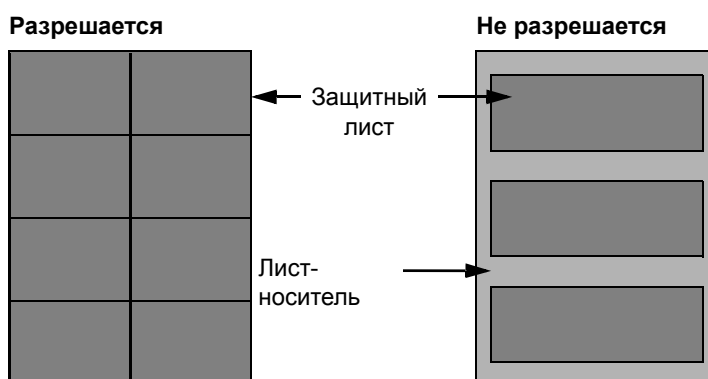 Разрешается
Не разрешается
Защитный
лист
Лист-
носитель